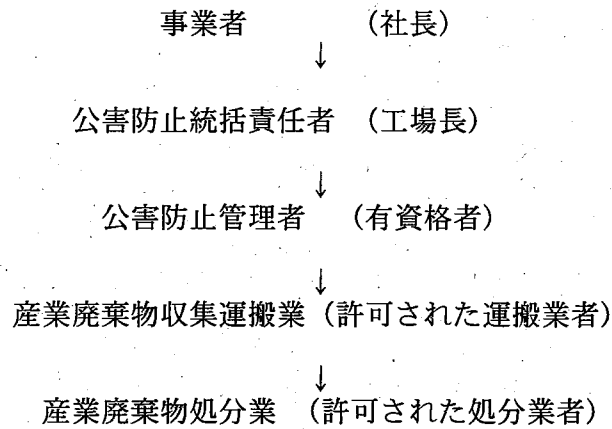 事業者 (社長)
↓
公害防止統括責任者 (工場長)
↓
公害防止管理者 (有資格者)
↓
産業廃棄物収集運搬業 (許可された運搬業者)
↓
産業廃棄物処分業 (許可された処分業者)